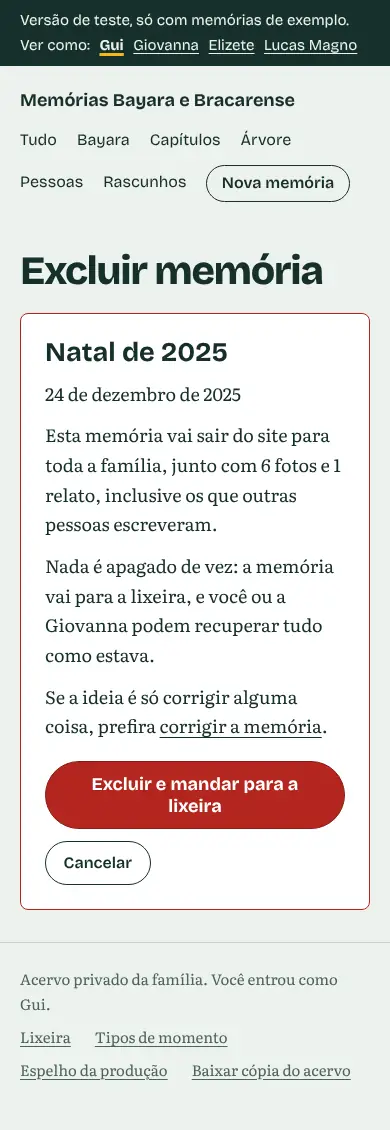 Versão de teste, só com memórias de exemplo.
Ver como: Gui Giovanna Elizete Lucas Magno
Memórias Bayara e Bracarense
Tudo Bayara Capítulos Árvore
Pessoas Rascunhos Nova memória
Excluir memória
Natal de 2025
24 de dezembro de 2025
Esta memória vai sair do site para
toda a família, junto com 6 fotos e 1
relato, inclusive os que outras
pessoas escreveram.
Nada é apagado de vez: a memória
vai para a lixeira, e você ou a
Giovanna podem recuperar tudo
como estava.
Se a ideia é só corrigir alguma
coisa, prefira corrigir a memória.
Excluir e mandar para a
lixeira
Cancelar
Acervo privado da família. Você entrou como
Gui.
Lixeira Tipos de momento
Espelho da produção Baixar cópia do acervo